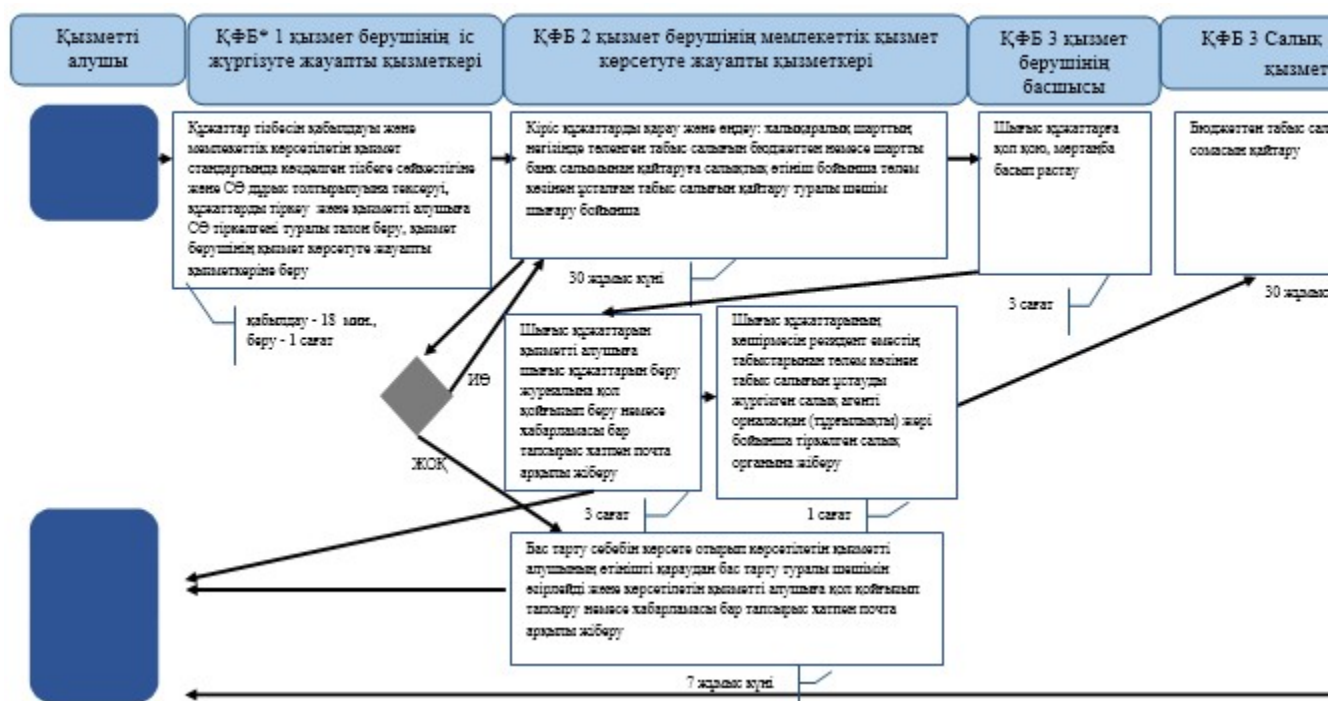 Қызметті
алушы
ҚФБ* 1 қызмет берушінің іс
жүргізуге жауапты қызметкері
ҚФБ 2 қызмет берушінің мемлекеттік қызмет
көрсетуге жауапты қызметкері
ҚФБ 3 қызмет
берушінің
басшысы
ҚФБ 3 Салық
қызмет
Құжаттар тізбесін қабылдауы және
мемлекеттік көрсетілетін қызмет
стандартында көзделген тізбеге сәйкестігіне
және СӨ дұрыс толтырылуына тексеруі,
құжаттарды тіркеу және қызметті алушыға
СӨ тіркелгені туралы талон беру, қызмет
берушінің қызмет көрсетуге жауапты
қызметкеріне беру
Кіріс құжаттарды қарау және өңдеу: халықаралық шарттың
негізінде төленген табыс салығын бюджеттен немесе шартты
банк салымынан қайтаруға салықтық өтініш бойынша төлем
көзінен ұсталған табыс салығын қайтару туралы шешім
шығару бойынша
Шығыс құжаттарға
қол қою, мөртаңба
басып растау
Бюджеттен табыс сал
сомасын қайтару
қабылдау - 18 мин.,
беру - 1 сағат
30 жұмыс күні
3 сағат
30 жұмыс
Шығыс құжаттарын
қызметті алушыға
шығыс құжаттарын беру
журналына қол
қойғызып беру немесе
хабарламасы бар
тапсырыс хатпен почта
арқылы жіберу
Шығыс құжаттарының
көшірмесін резидент еместің
табыстарынан төлем көзінен
табыс салығын ұстауды
жүргізген салық агенті
орналасқан (тұрғылықты) жері
бойынша тіркелген салық
органына жіберу
ИӘ
ЖОҚ
3 сағат
1 сағат
Бас тарту себебін көрсете отырып көрсетілетін қызметті
алушының өтінішті қараудан бас тарту туралы шешімін
әзірлейді және көрсетілетін қызметті алушыға қол қойғызып
тапсыру немесе хабарламасы бар тапсырыс хатпен почта
арқылы жіберу
7 жұмыс күні